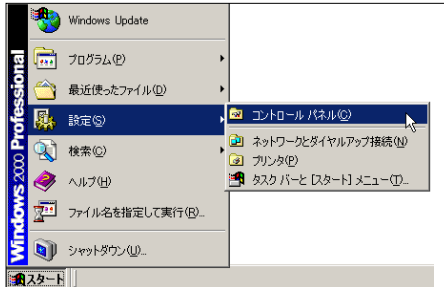 Windows Update
プログラム(P)
最近使ったファイル(D)
設定(S)
検索(C)
ヘルプ(H)
ファイル名を指定して実行(R)...
シャットダウン(U)...
コントロール パネル(C)
ネットワークとダイヤルアップ接続(N)
プリンタ(P)
タスク バーと [スタート] メニュー(T)...
Windows 2000 Professional
スタート